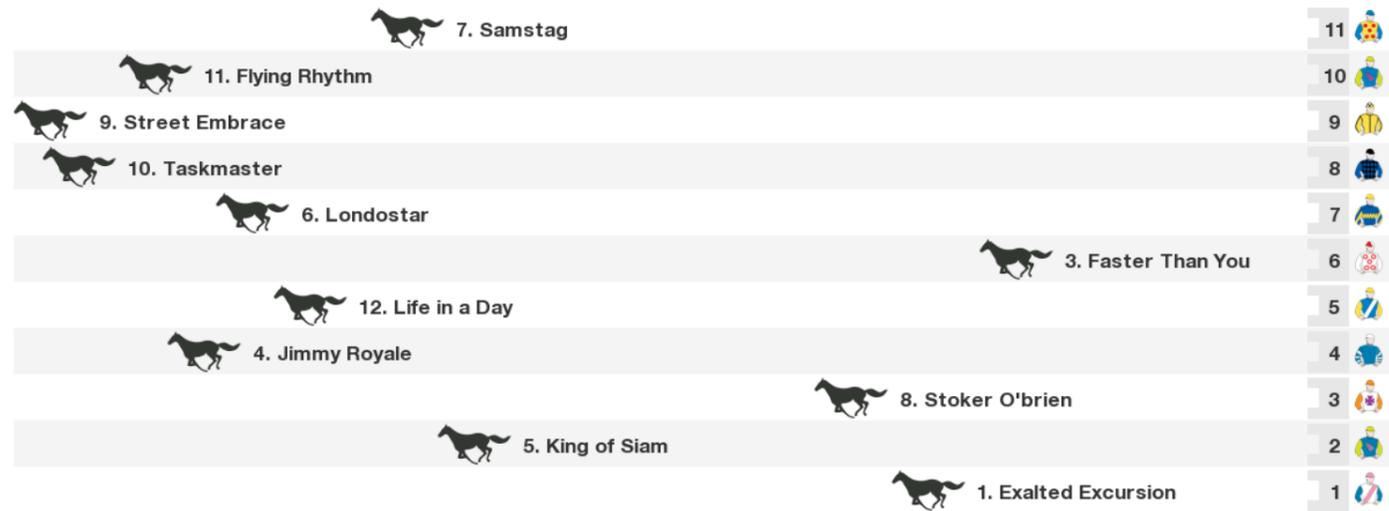 7. Samstag 11
11. Flying Rhythm 10
9. Street Embrace 9
10. Taskmaster 8
6. Londostar 7
3. Faster Than You 6
12. Life in a Day 5
4. Jimmy Royale 4
8. Stoker O'brien 3
5. King of Siam 2
1. Exalted Excursion 1